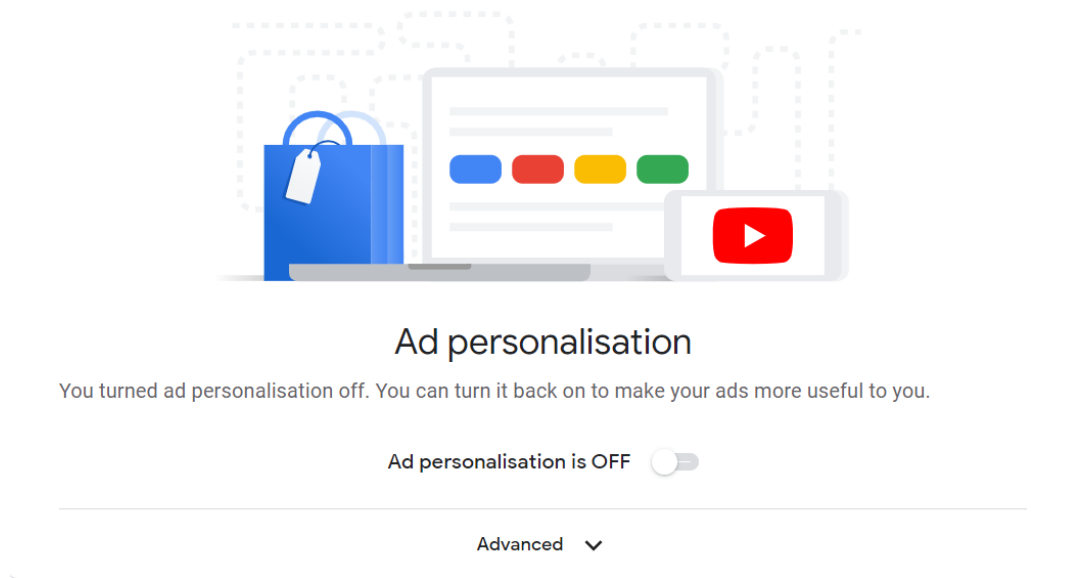 Ad personalisation
You turned ad personalisation off. You can turn it back on to make your ads more useful to you.
Ad personalisation is OFF
Advanced